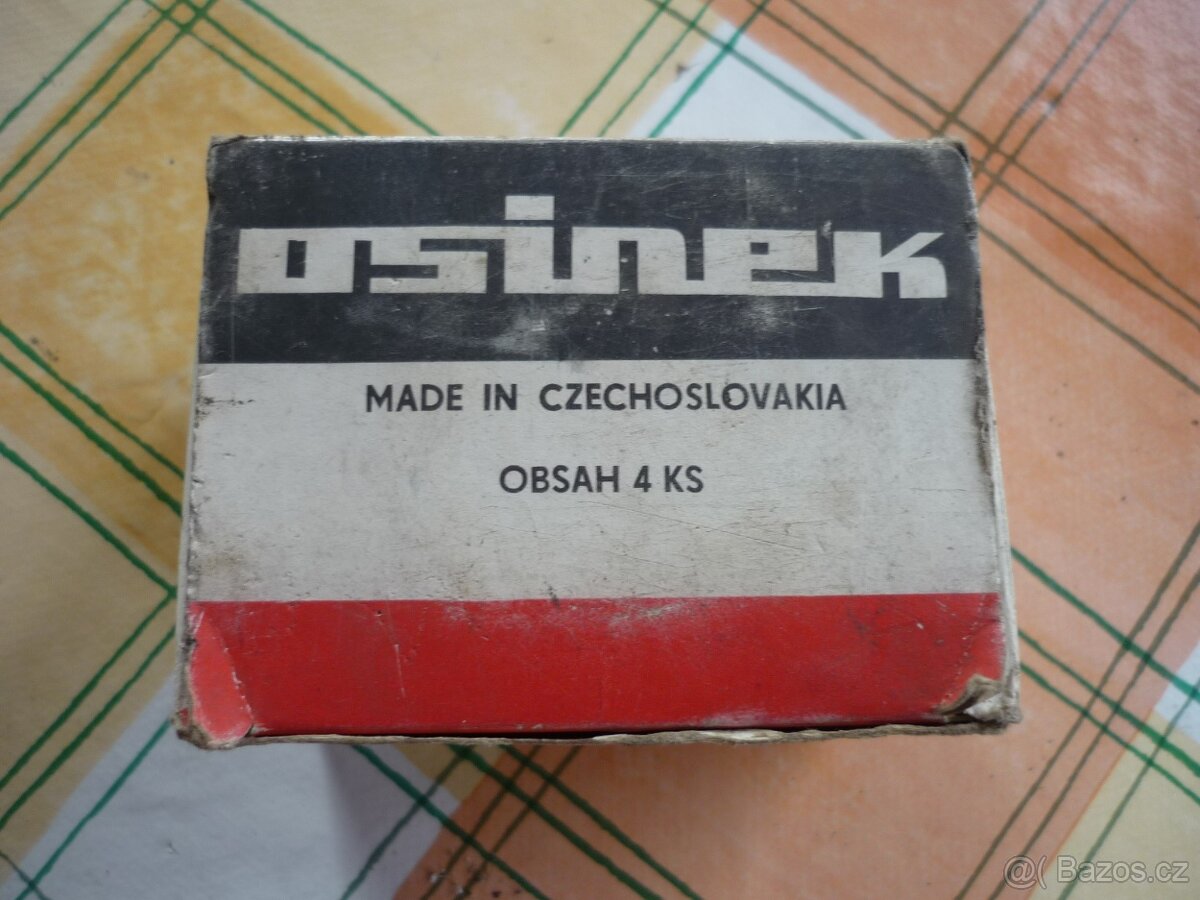 osinek
MADE IN CZECHOSLOVAKIA
OBSAH 4 KS
@( Bazos.cz